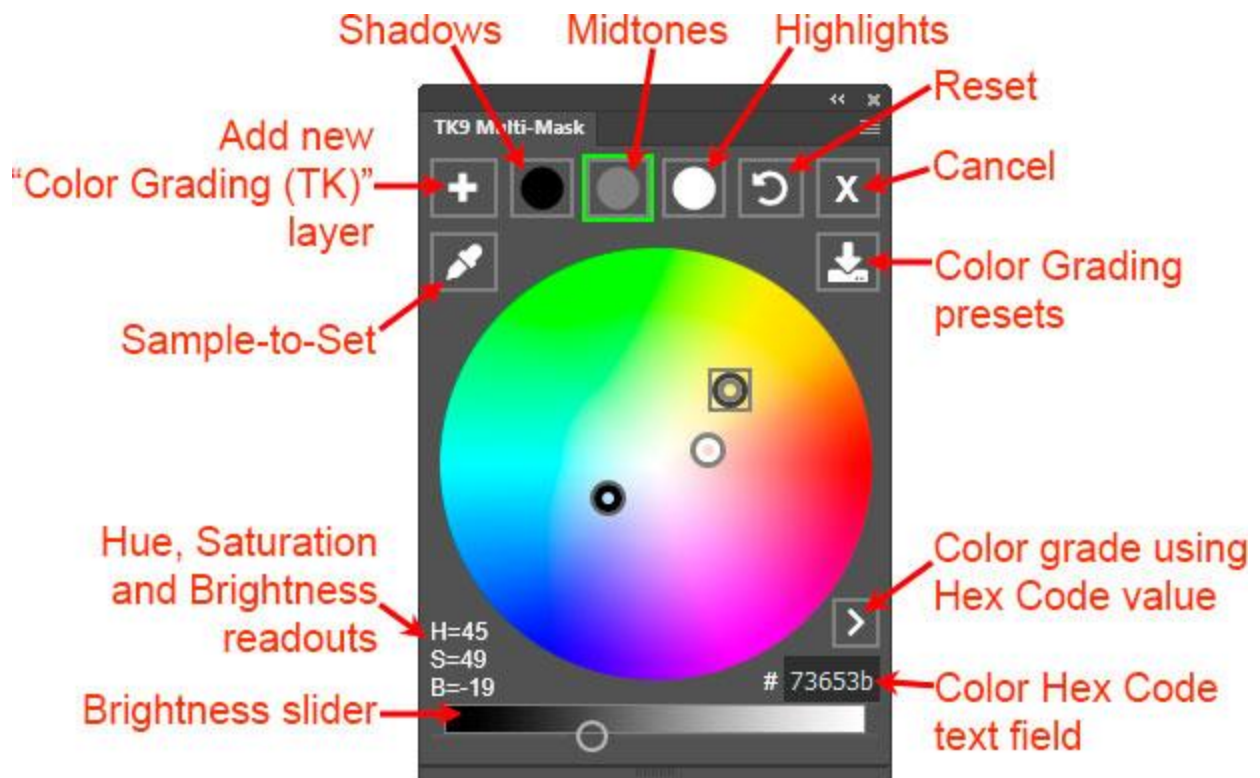 Shadows
Midtones
Highlights
Reset
Add new
“Color Grading (TK)”
layer
TK9 Multi-Mask
X
Cancel
Color Grading
presets
Sample-to-Set
Hue, Saturation
and Brightness
readouts
H=45
S=49
B=-19
Color grade using
Hex Code value
# 73653b
Brightness slider
Color Hex Code
text field